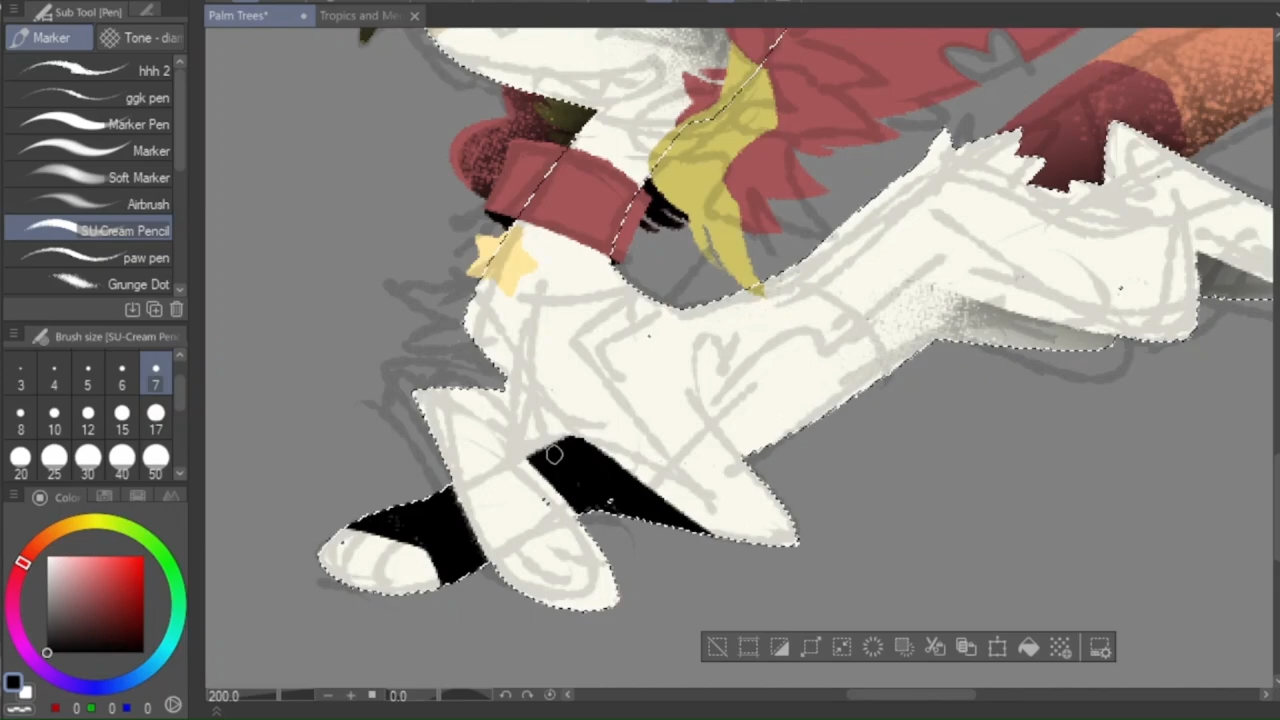 Sub Tool [Pen]
Palm Trees*
Tropics and Me
Marker
Tone - dia
hhh 2
ggk pen
Marker Pen
Marker
Soft Marker
Airbrush
SU-Cream Pencil
paw pen
Grunge Dot
Brush size [SU-Cream Pen
3 4 5 6 7
8 10 12 15 17
20 25 30 40 50
Colo
0 0 0
200.0
0.0